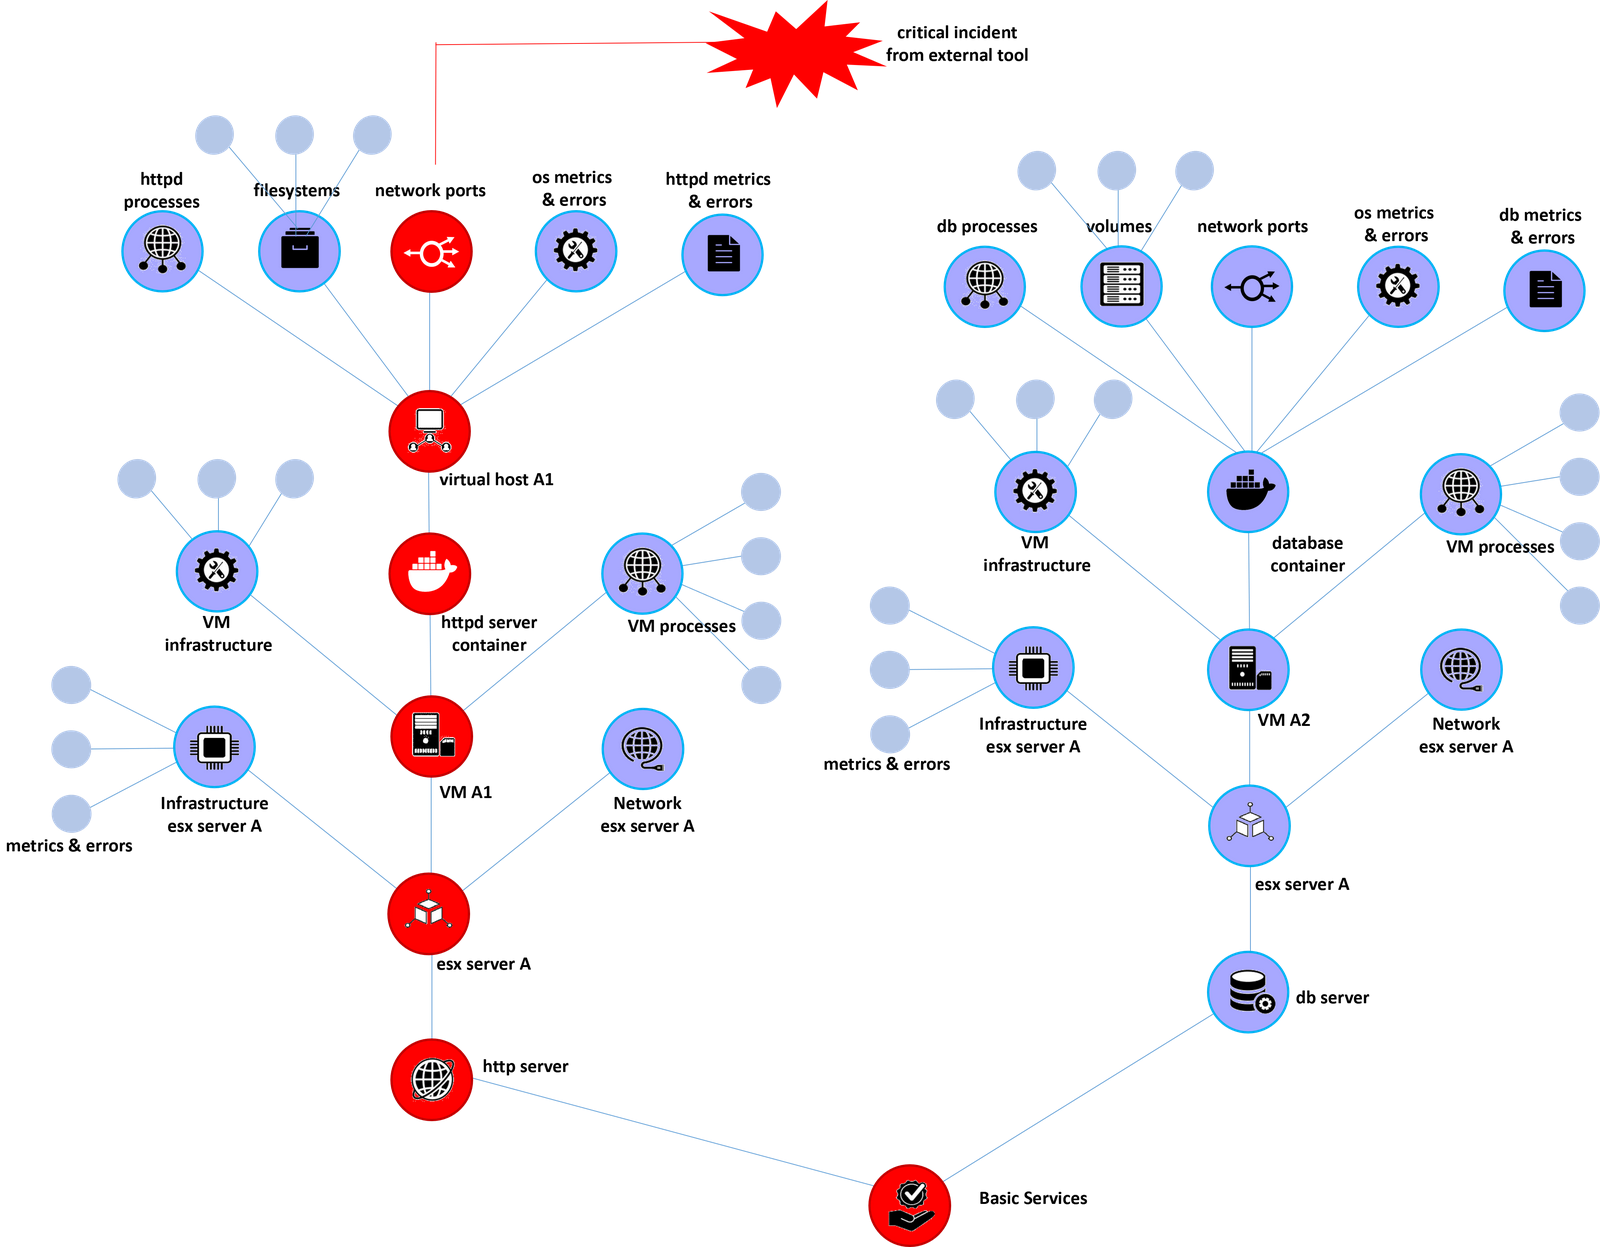 critical incident
from external tool
httpd
processes
filesystems
network ports
os metrics
& errors
httpd metrics
& errors
virtual host A1
VM
infrastructure
httpd server
container
VM processes
Infrastructure
esx server A
metrics & errors
VM A1
Network
esx server A
esx server A
http server
db processes
volumes
network ports
os metrics
& errors
db metrics
& errors
VM
infrastructure
database
container
VM processes
Infrastructure
esx server A
metrics & errors
VM A2
Network
esx server A
esx server A
db server
Basic Services